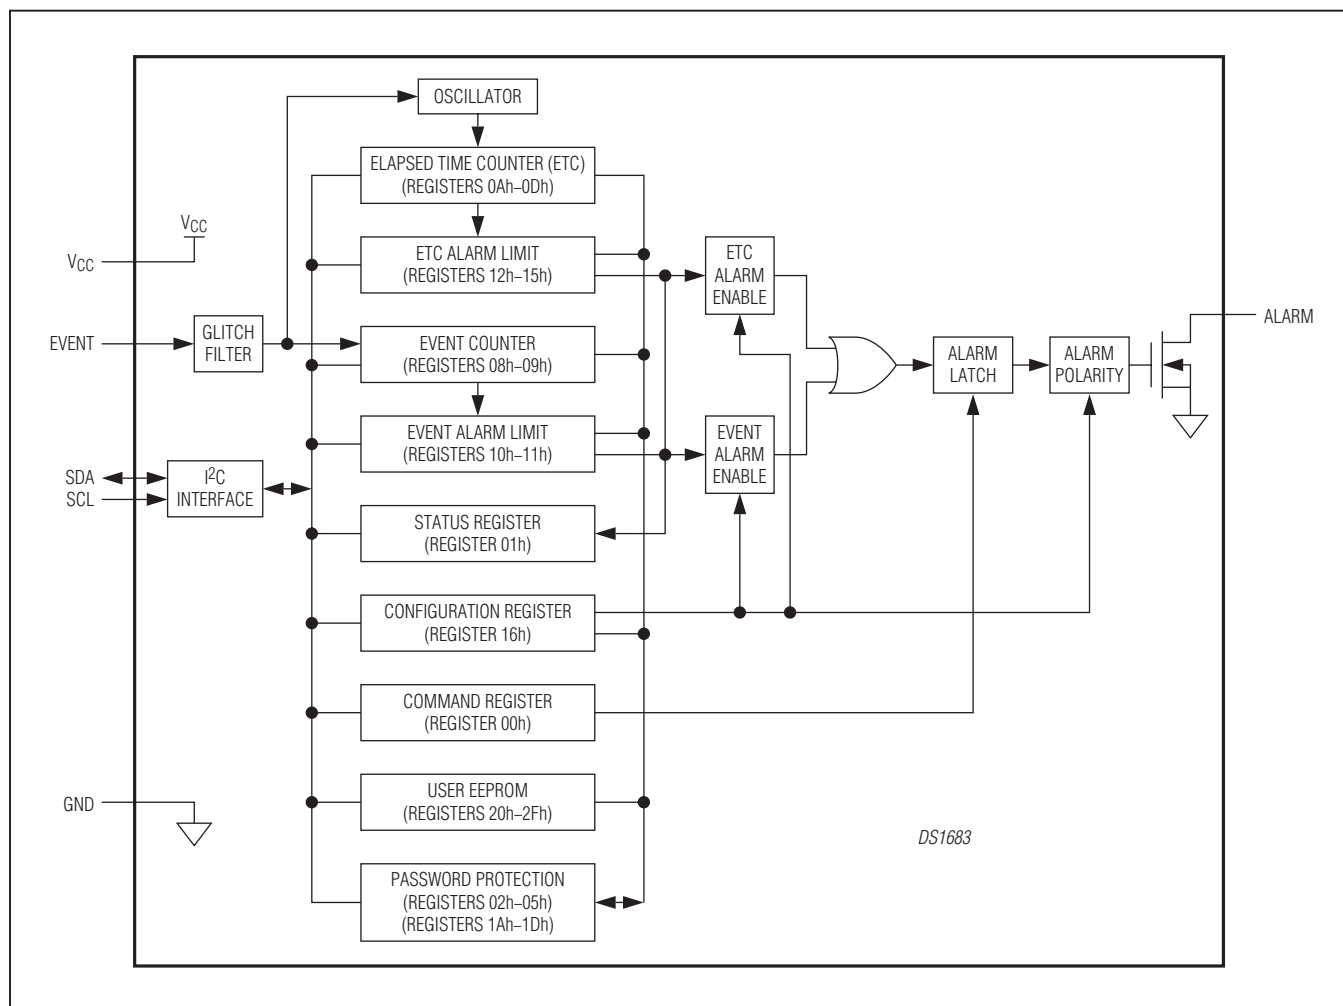 OSCILLATOR
ELAPSED TIME COUNTER (ETC)
(REGISTERS 0Ah–0Dh)
VCC
VCC
ETC ALARM LIMIT
(REGISTERS 12h–15h)
ETC
ALARM
ENABLE
EVENT
GLITCH
FILTER
EVENT COUNTER
(REGISTERS 08h–09h)
ALARM
LATCH
ALARM
POLARITY
ALARM
EVENT ALARM LIMIT
(REGISTERS 10h–11h)
EVENT
ALARM
ENABLE
SDA
SCL
I²C
INTERFACE
STATUS REGISTER
(REGISTER 01h)
CONFIGURATION REGISTER
(REGISTER 16h)
COMMAND REGISTER
(REGISTER 00h)
GND
USER EEPROM
(REGISTERS 20h–2Fh)
DS1683
PASSWORD PROTECTION
(REGISTERS 02h–05h)
(REGISTERS 1Ah–1Dh)